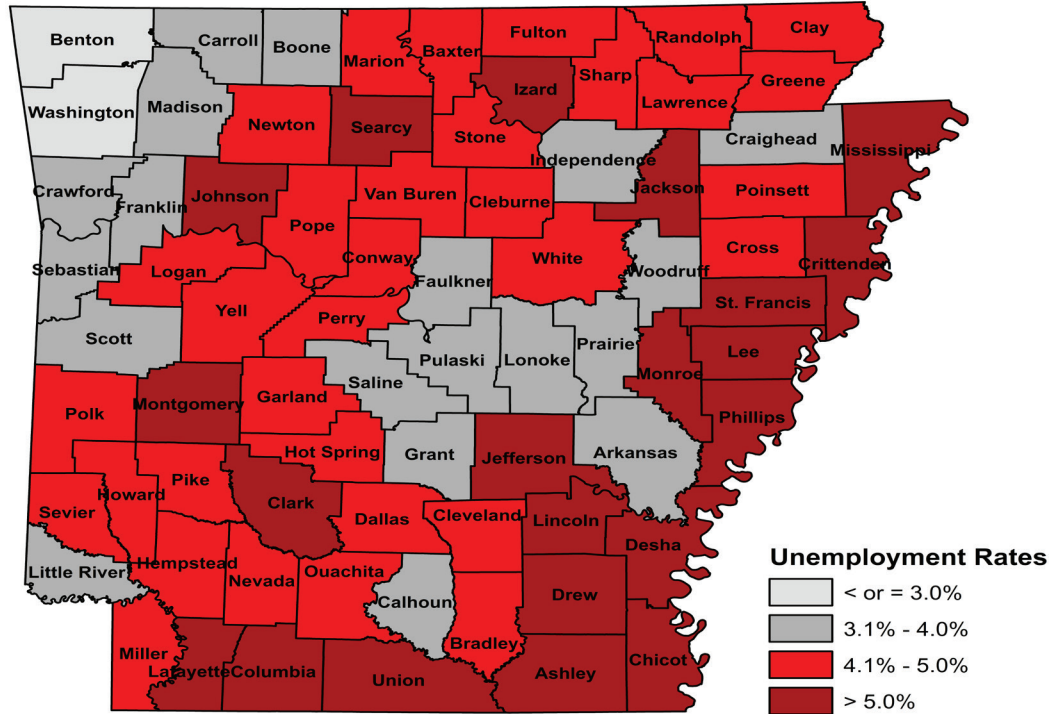 Benton
Carroll
Boone
Marion
Baxter
Fulton
Randolph
Clay
Sharp
Izard
Greene
Lawrence
Washington
Madison
Newton
Searcy
Stone
Independence
Craighead
Mississippi
Jackson
Poinsett
Crawford
Franklin
Johnson
Pope
Van Buren
Cleburne
White
Woodruff
Cross
Crittenden
Sebastian
Logan
Conway
Faulkner
St. Francis
Yell
Perry
Scott
Pulaski
Lonoke
Prairie
Lee
Monroe
Saline
Garland
Montgomery
Polk
Phillips
Hot Spring
Grant
Jefferson
Arkansas
Pike
Howard
Clark
Sevier
Dallas
Cleveland
Lincoln
Desha
Little River
Hempstead
Nevada
Ouachita
Calhoun
Drew
Bradley
Miller
Lafayette
Columbia
Union
Ashley
Chicot
Unemployment Rates
< or = 3.0%
3.1% - 4.0%
4.1% - 5.0%
> 5.0%